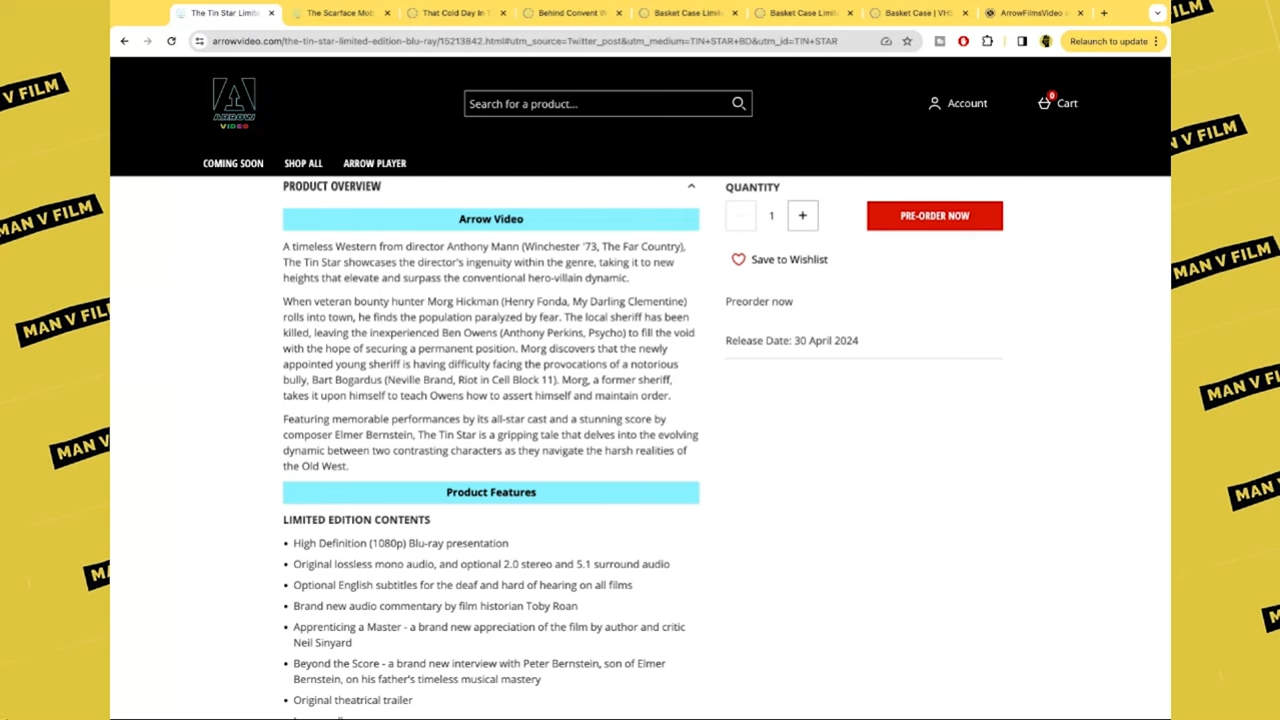 The Tin Star Limite
The Scarface Mob
That Cold Day In T
Behind Convent W
Basket Case Limit
Basket Case Limit
Basket Case | VHS
ArrowFilmsVideo
arrowvideo.com/the-tin-star-limited-edition-blu-ray/15213842.html#utm_source=Twitter_post&utm_medium=TIN+STAR+BD&utm_id=TIN+STAR
Relaunch to update
ARROW
VIDEO
Search for a product...
Account
0
Cart
COMING SOON
SHOP ALL
ARROW PLAYER
PRODUCT OVERVIEW
Arrow Video
A timeless Western from director Anthony Mann (Winchester '73, The Far Country),
The Tin Star showcases the director's ingenuity within the genre, taking it to new
heights that elevate and surpass the conventional hero-villain dynamic.
When veteran bounty hunter Morg Hickman (Henry Fonda, My Darling Clementine)
rolls into town, he finds the population paralyzed by fear. The local sheriff has been
killed, leaving the inexperienced Ben Owens (Anthony Perkins, Psycho) to fill the void
with the hope of securing a permanent position. Morg discovers that the newly
appointed young sheriff is having difficulty facing the provocations of a notorious
bully, Bart Bogardus (Neville Brand, Riot in Cell Block 11). Morg, a former sheriff,
takes it upon himself to teach Owens how to assert himself and maintain order.
Featuring memorable performances by its all-star cast and a stunning score by
composer Elmer Bernstein, The Tin Star is a gripping tale that delves into the evolving
dynamic between two contrasting characters as they navigate the harsh realities of
the Old West.
Product Features
LIMITED EDITION CONTENTS
• High Definition (1080p) Blu-ray presentation
• Original lossless mono audio, and optional 2.0 stereo and 5.1 surround audio
• Optional English subtitles for the deaf and hard of hearing on all films
• Brand new audio commentary by film historian Toby Roan
• Apprenticing a Master - a brand new appreciation of the film by author and critic
Neil Sinyard
• Beyond the Score - a brand new interview with Peter Bernstein, son of Elmer
Bernstein, on his father's timeless musical mastery
• Original theatrical trailer
QUANTITY
1
+
PRE-ORDER NOW
Save to Wishlist
Preorder now
Release Date: 30 April 2024
V FILM
MAN V FILM
MAN V FIL
MAN V
MA
ILM
V FILM
MAN V FILM
MAN V FI
MAN
M